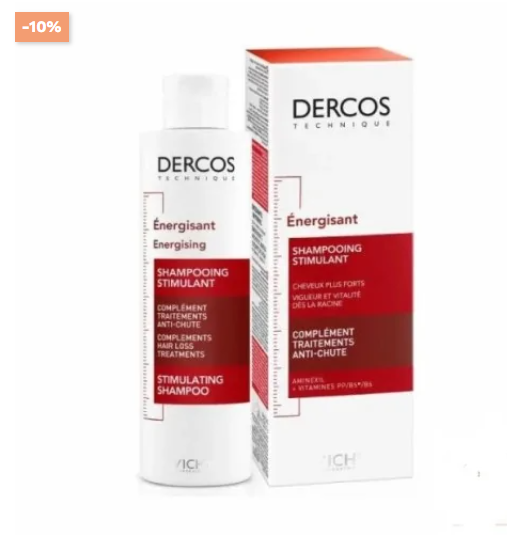 -10%
DERCOS
TECHNIQUE
Énergisant
Energising
SHAMPOOING
STIMULANT
COMPLÉMENT
TRAITEMENTS
ANTI-CHUTE
COMPLEMENTS
HAIR LOSS
TREATMENTS
STIMULATING
SHAMPOO
VICH
DERCOS
TECHNIQUE
Énergisant
SHAMPOOING
STIMULANT
CHEVEUX PLUS FORTS
VIGUEUR ET VITALITÉ
DÈS LA RACINE
COMPLÉMENT
TRAITEMENTS
ANTI-CHUTE
AMINEXIL
+ VITAMINES PP/B5*/B6
ICH